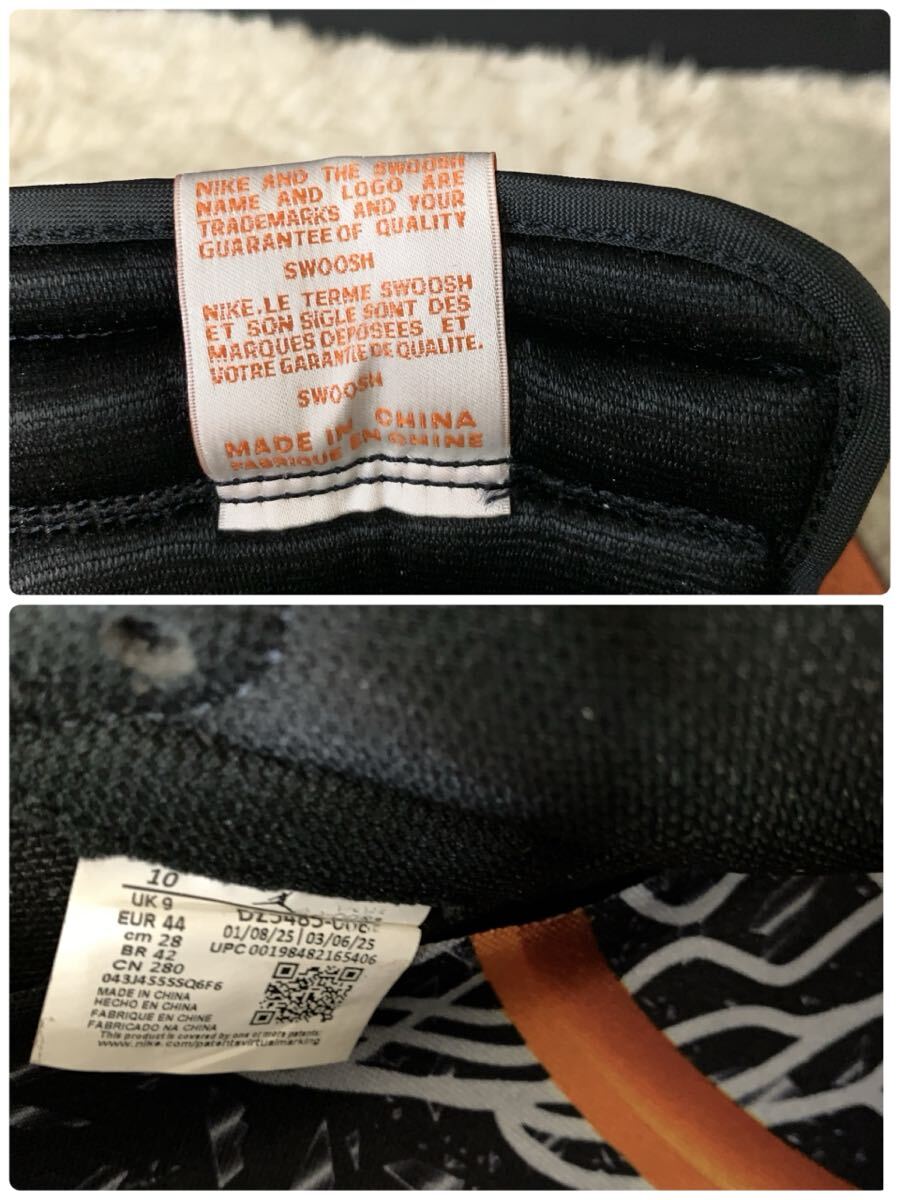 NIKE AND THE SWOOSH
NAME AND LOGO ARE
TRADEMARKS AND YOUR
GUARANTEE OF QUALITY
SWOOSH
NIKE,LE TERME SWOOSH
ET SON SIGLE SONT DES
MARQUES DEPOSEES ET
VOTRE GARANTIE DE QUALITE.
SWOOSH
MADE IN CHINA
FABRIQUE EN CHINE
10
UK 9
EUR 44
cm 28
BR 42
CN 280
01/08/25 | 03/06/25
UPC 00198482165406
043J4SSSSQ6F6
MADE IN CHINA
HECHO EN CHINA
FABRIQUE EN CHINE
FABRICADO NA CHINA
This product is covered by one or more patents:
www.nike.com/patentsvirtualmarking